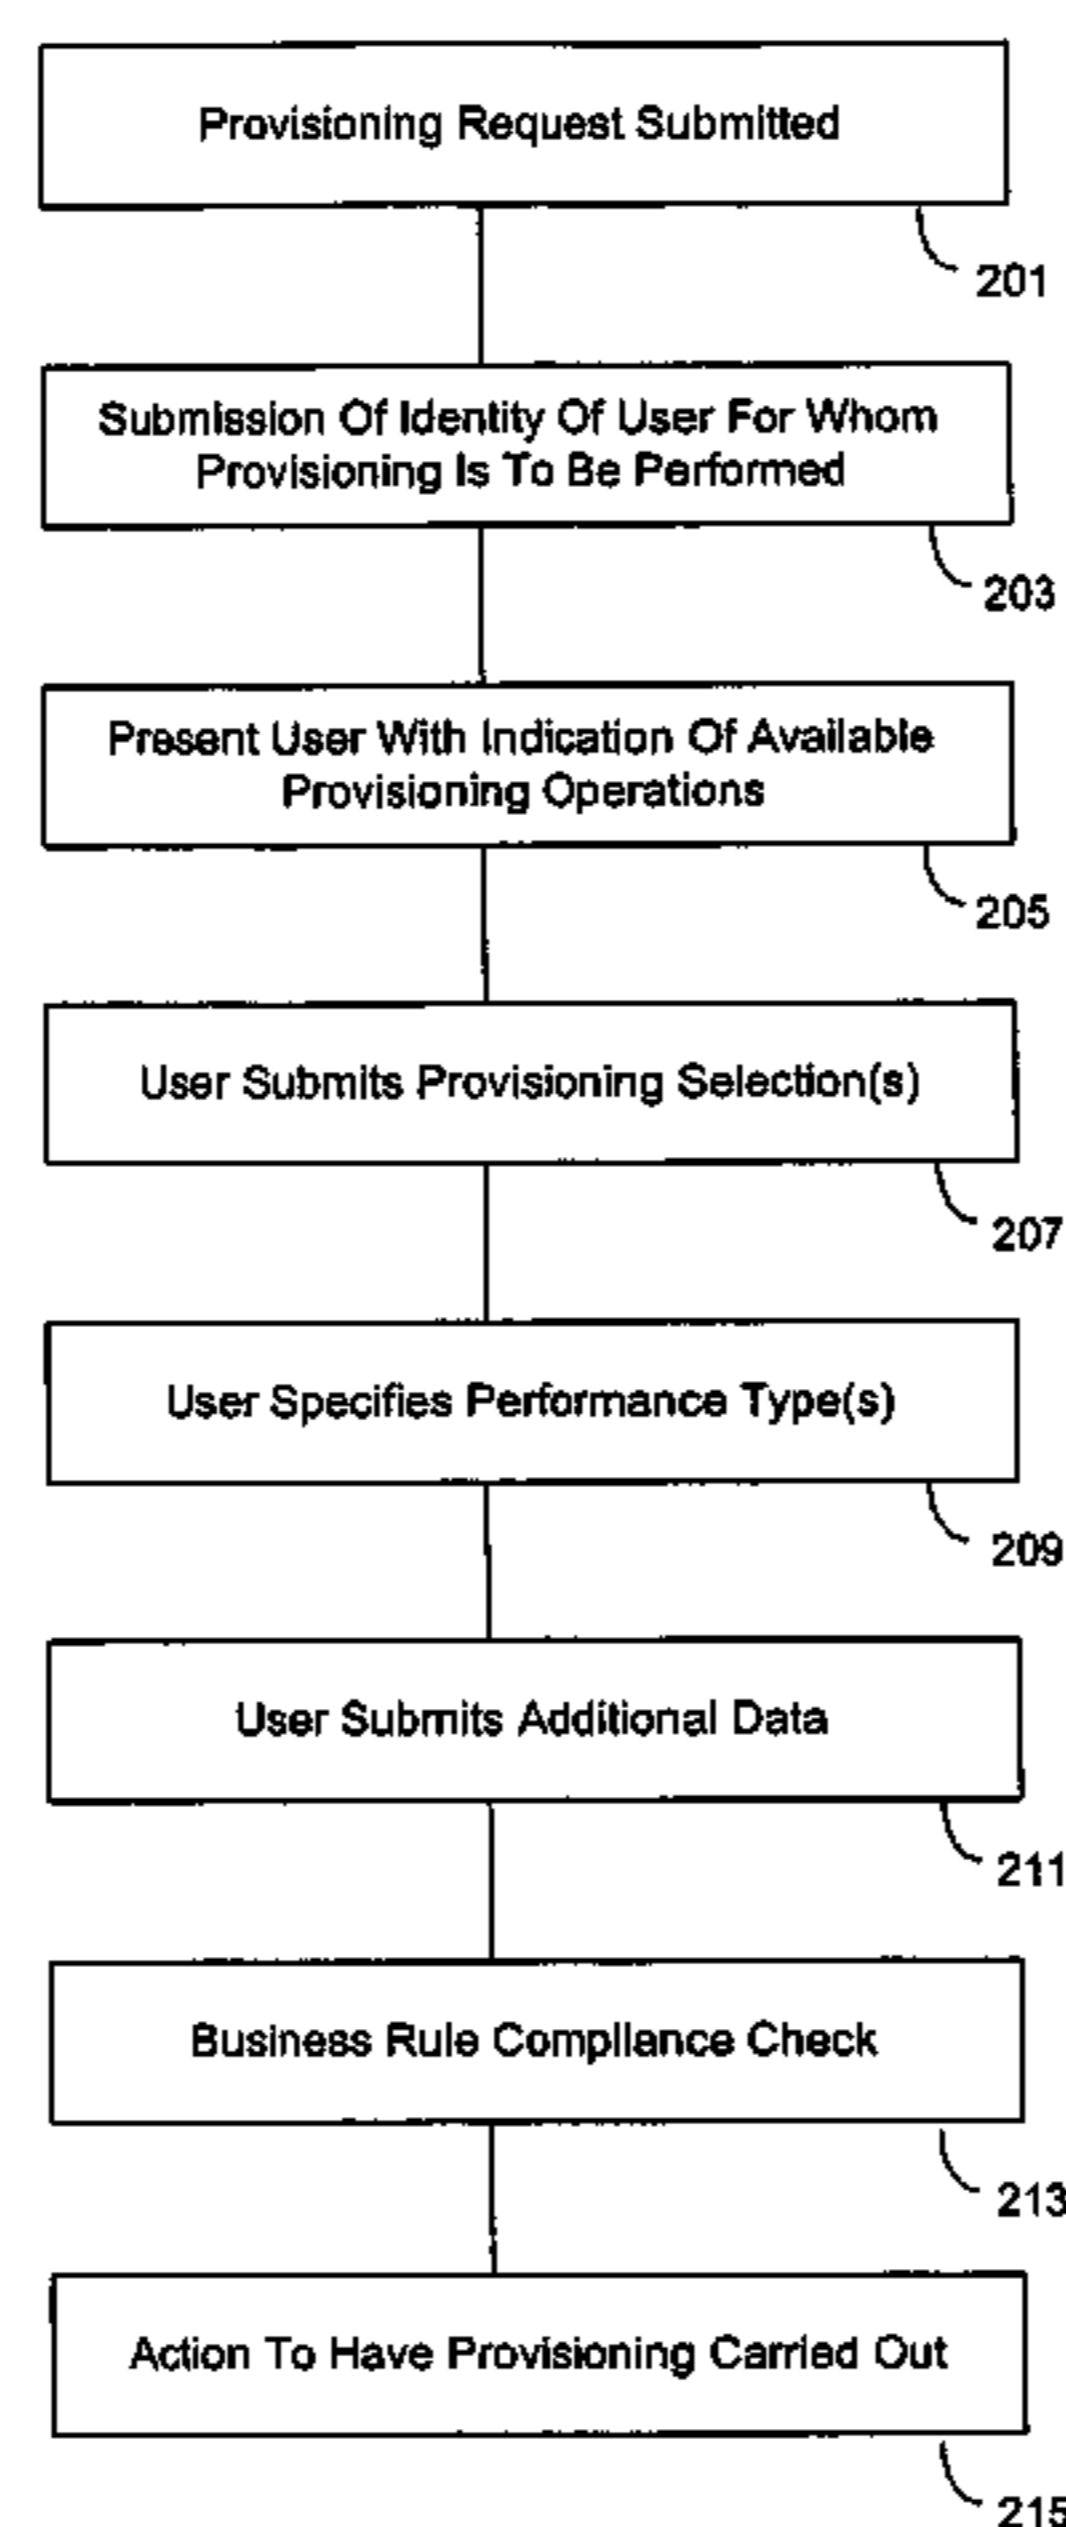 Provisioning Request Submitted
201
Submission Of Identity Of User For Whom
Provisioning Is To Be Performed
203
Present User With Indication Of Available
Provisioning Operations
205
User Submits Provisioning Selection(s)
207
User Specifies Performance Type(s)
209
User Submits Additional Data
211
Business Rule Compliance Check
213
Action To Have Provisioning Carried Out
215